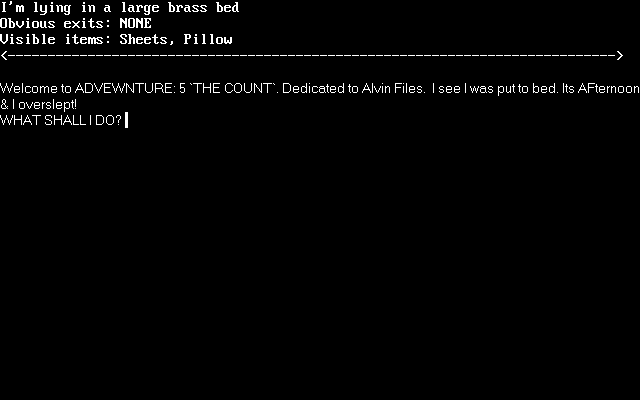 I'm lying in a large brass bed
Obvious exits: NONE
Visible items: Sheets, Pillow
<---------------------------------------------------------------------------->
Welcome to ADVEWNTURE: 5 `THE COUNT`. Dedicated to Alvin Files.  I see I was put to bed. Its AFternoon
& I overslept!
WHAT SHALL I DO?